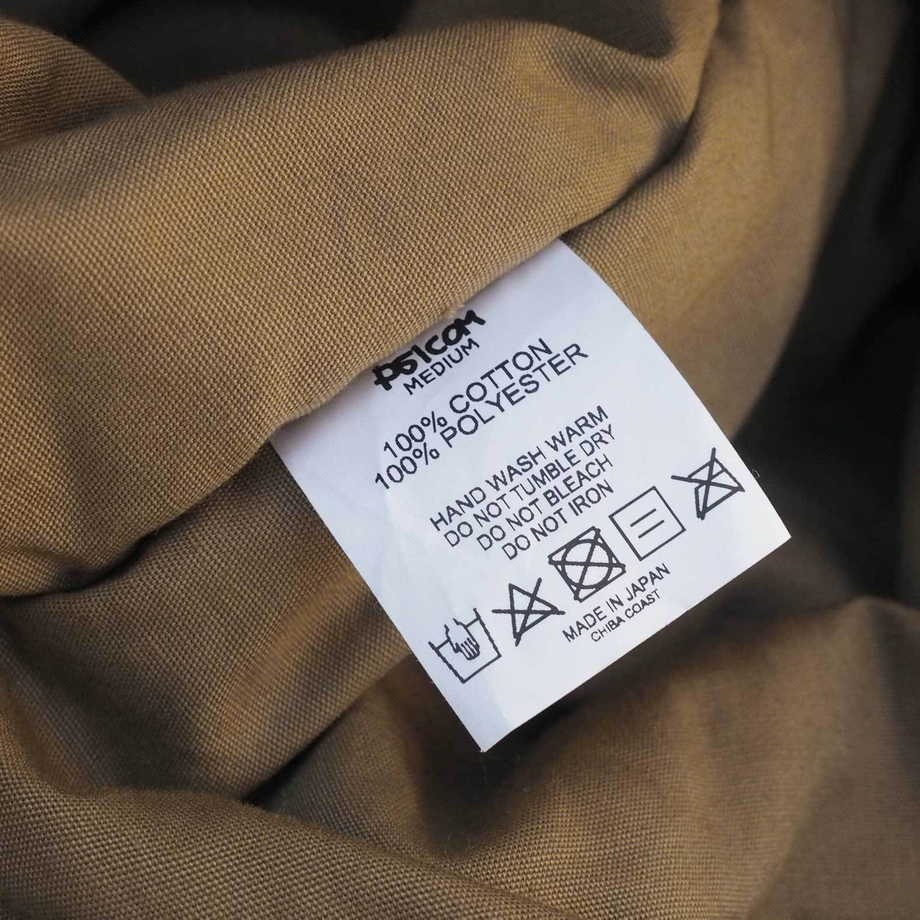 PSICOM
MEDIUM
100% COTTON
100% POLYESTER
HAND WASH WARM
DO NOT TUMBLE DRY
DO NOT BLEACH
DO NOT IRON
MADE IN JAPAN
CHIBA COAST